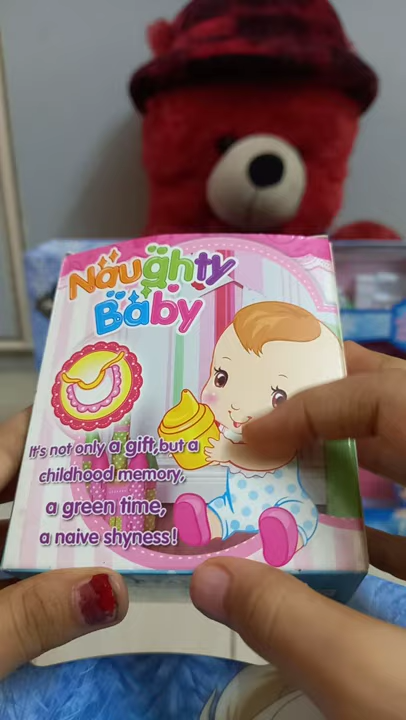 Naughty
Baby
It's not only a gift,but a
childhood memory,
a green time,
a naive shyness!